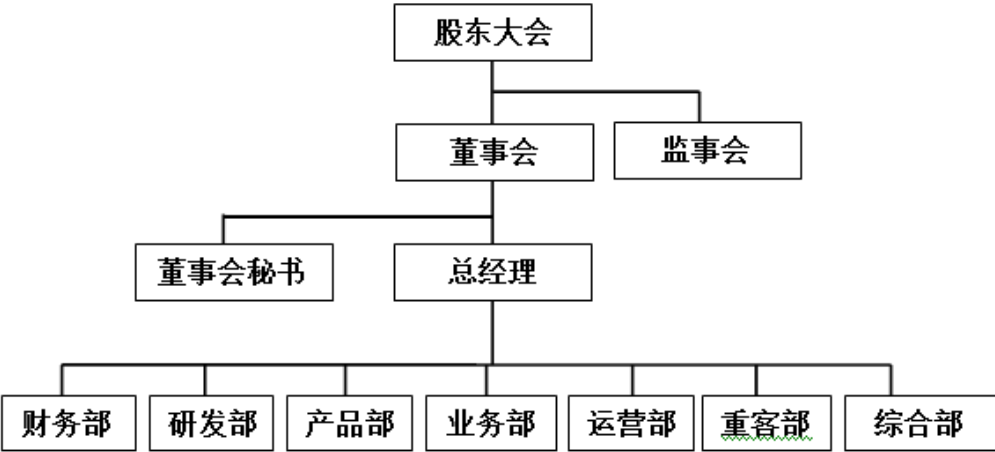 股东大会
董事会
监事会
董事会秘书
总经理
财务部
研发部
产品部
业务部
运营部
重客部
综合部